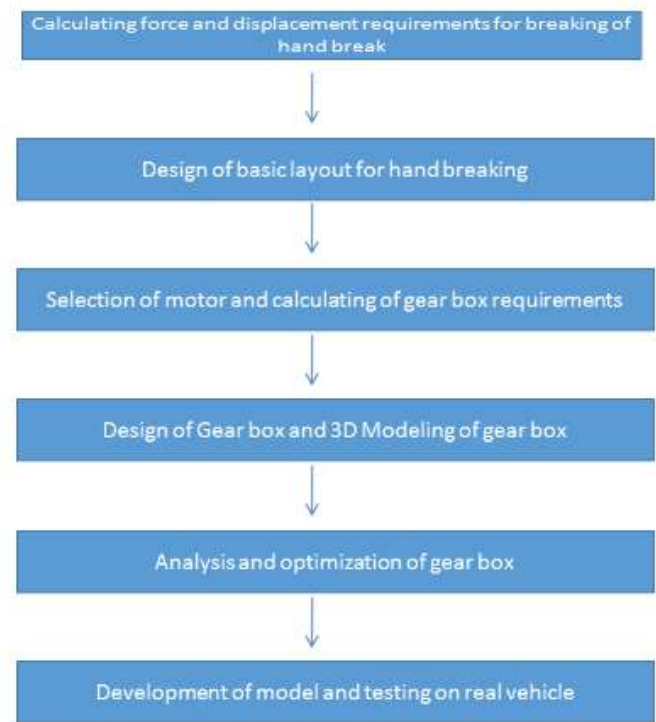 Calculating force and displacement requirements for breaking of
hand break
Design of basic layout for hand breaking
Selection of motor and calculating of gear box requirements
Design of Gear box and 3D Modeling of gear box
Analysis and optimization of gear box
Development of model and testing on real vehicle